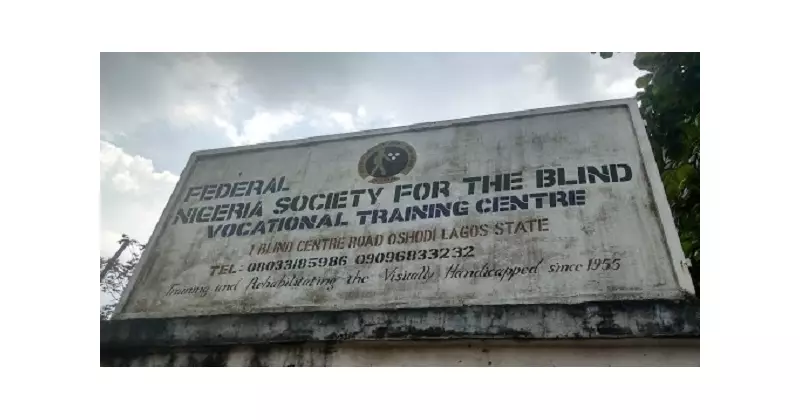 FEDERAL
NIGERIA SOCIETY FOR THE BLIND
VOCATIONAL TRAINING CENTRE
1 BLIND CENTRE ROAD OSHODI LAGOS STATE
TEL: 08033185986 09096833232
Training and Rehabilitating the Visually Handicapped since 1955